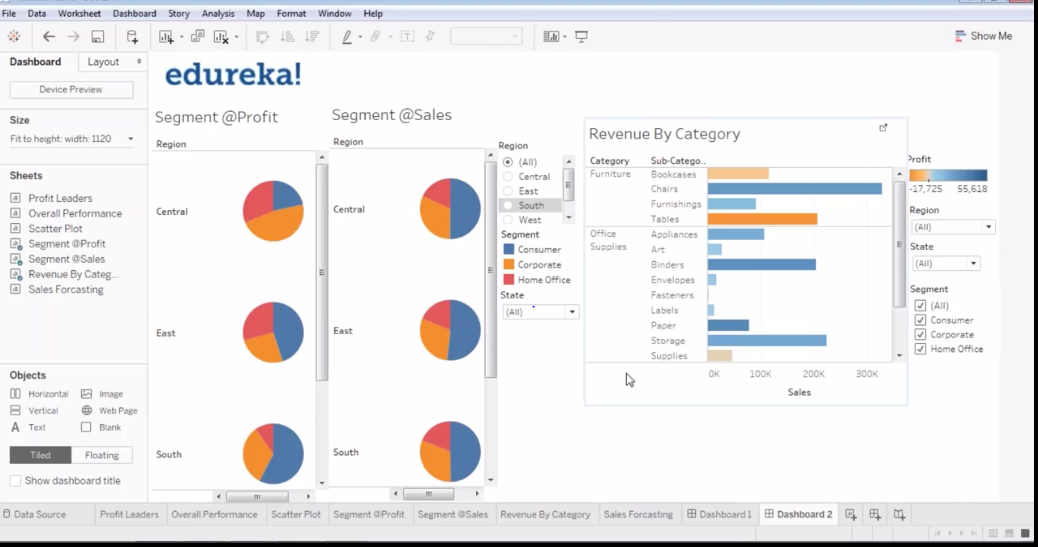 File Data Worksheet Dashboard Story Analysis Map Format Window Help
Show Me
Dashboard Layout
Device Preview
Size
Fit to height: width: 1120
Sheets
Profit Leaders
Overall Performance
Scatter Plot
Segment @Profit
Segment @Sales
Revenue By Categ...
Sales Forcasting
Objects
Horizontal Image
Vertical Web Page
A Text Blank
Tiled Floating
Show dashboard title
edureka!
Segment @Profit
Region
Central
East
South
Segment @Sales
Region
Central
East
South
Region
(All)
Central
East
South
West
Segment
Consumer
Corporate
Home Office
State
(All)
Revenue By Category
Category Sub-Catego..
Furniture Bookcases
Chairs
Furnishings
Tables
Office Supplies Appliances
Art
Binders
Envelopes
Fasteners
Labels
Paper
Storage
Supplies
0K 100K 200K 300K
Sales
Profit
-17,725 55,618
Region
(All)
State
(All)
Segment
(All)
Consumer
Corporate
Home Office
Data Source Profit Leaders Overall Performance Scatter Plot Segment @Profit Segment @Sales Revenue By Category Sales Forcasting Dashboard 1 Dashboard 2